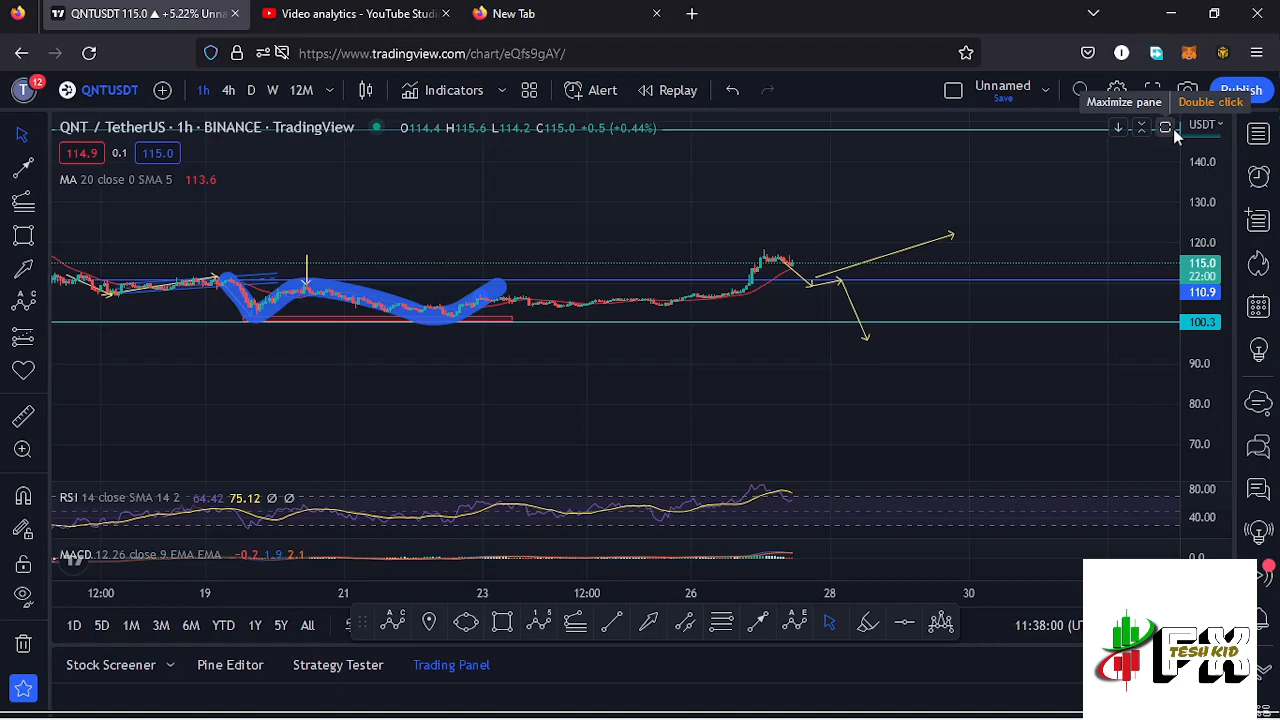 QNTUSDT 115.0 ▲ +5.22% Unna
Video analytics - YouTube Studi
New Tab
https://www.tradingview.com/chart/eQfs9gAY/
T 12
QNTUSDT
1h 4h D W 12M
Indicators
Alert
Replay
Unnamed
Save
Publish
Maximize pane
Double click
QNT / TetherUS · 1h · BINANCE · TradingView
O114.4 H115.6 L114.2 C115.0 +0.5 (+0.44%)
USDT
114.9 0.1 115.0
MA 20 close 0 SMA 5 113.6
140.0
130.0
120.0
115.0
22:00
110.9
100.3
90.0
80.0
70.0
RSI 14 close SMA 14 2 64.42 75.12 Ø Ø
80.00
40.00
MACD 12 26 close 9 EMA EMA −0.2 1.9 2.1
0.0
12:00 19 21 23 12:00 26 28 30
1D 5D 1M 3M 6M YTD 1Y 5Y All
11:38:00 (U
Stock Screener
Pine Editor
Strategy Tester
Trading Panel
FX
TESH KID